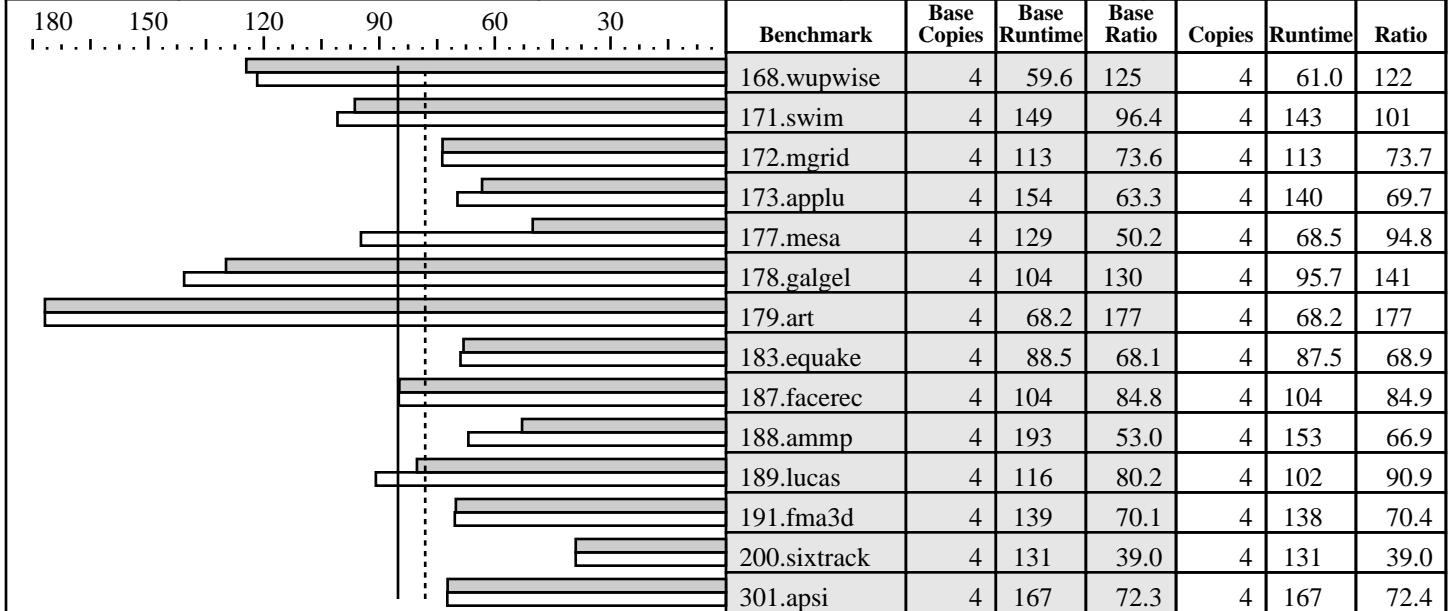 180 150 120 90 60 30
Benchmark Base Copies Base Runtime Base Ratio Copies Runtime Ratio
168.wupwise 4 59.6 125 4 61.0 122
171.swim 4 149 96.4 4 143 101
172.mgrid 4 113 73.6 4 113 73.7
173.applu 4 154 63.3 4 140 69.7
177.mesa 4 129 50.2 4 68.5 94.8
178.galgel 4 104 130 4 95.7 141
179.art 4 68.2 177 4 68.2 177
183.equake 4 88.5 68.1 4 87.5 68.9
187.facerec 4 104 84.8 4 104 84.9
188.ammp 4 193 53.0 4 153 66.9
189.lucas 4 116 80.2 4 102 90.9
191.fma3d 4 139 70.1 4 138 70.4
200.sixtrack 4 131 39.0 4 131 39.0
301.apsi 4 167 72.3 4 167 72.4